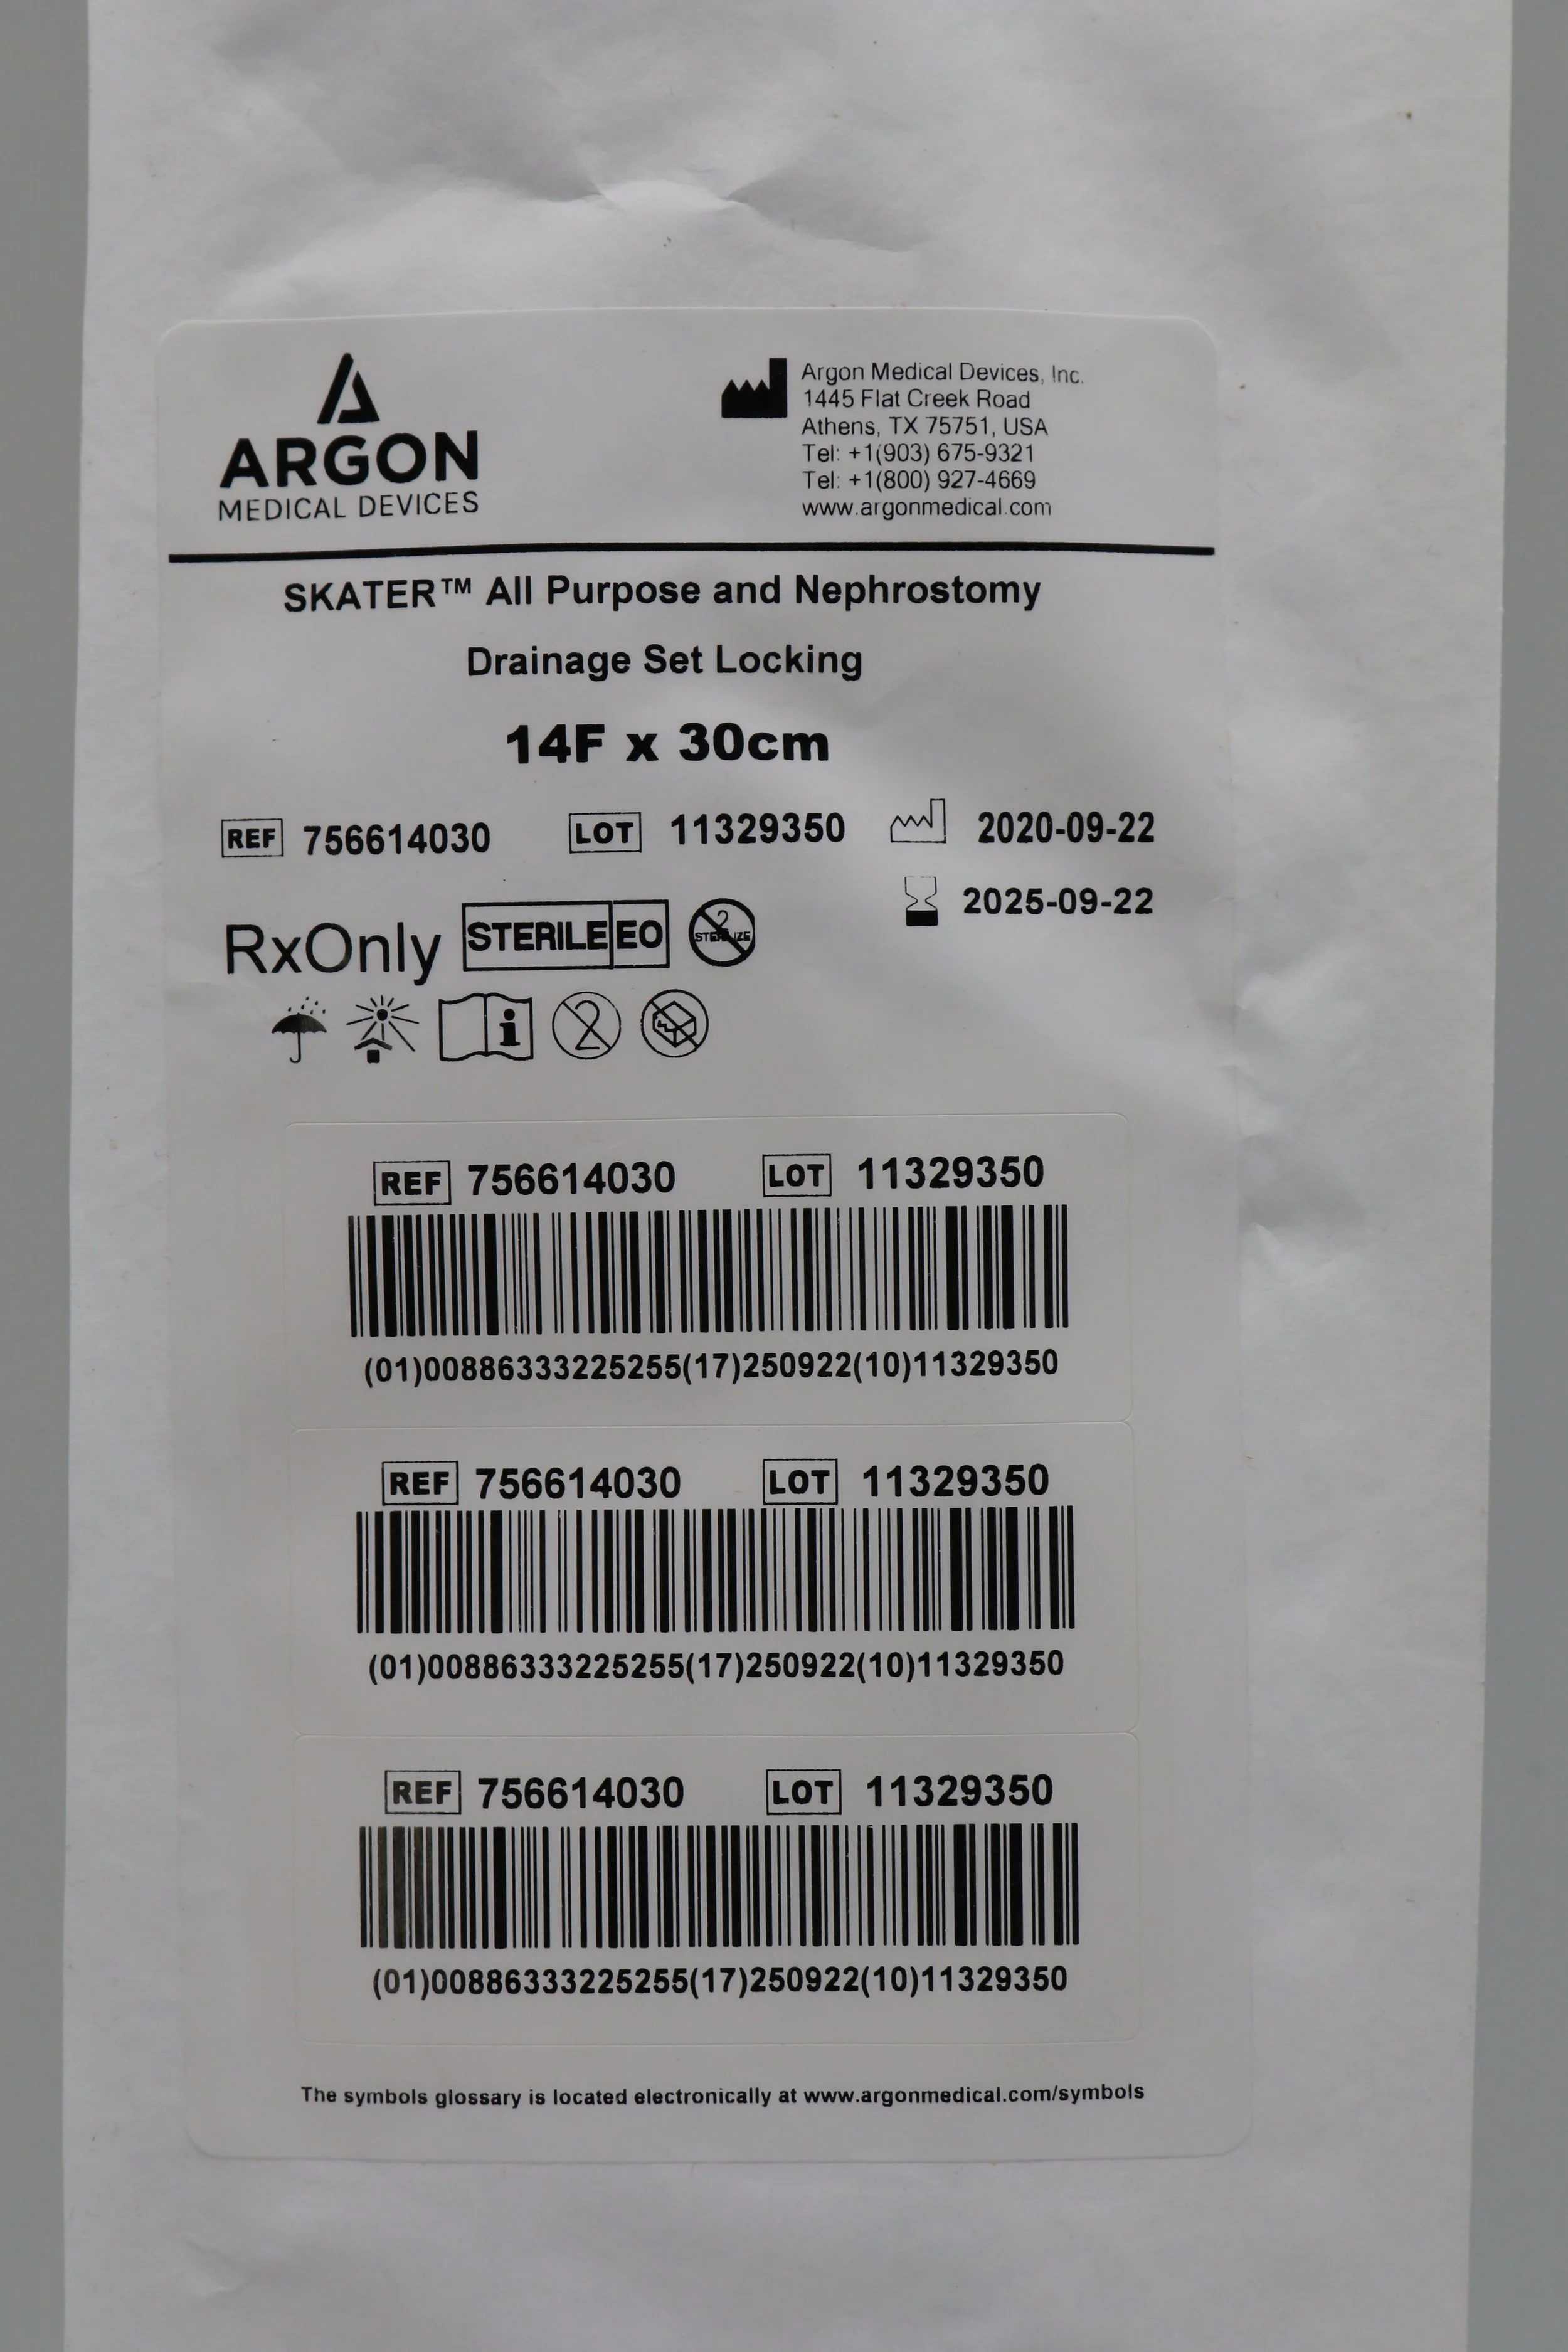 ARGON
MEDICAL DEVICES
Argon Medical Devices, Inc.
1445 Flat Creek Road
Athens, TX 75751, USA
Tel: +1(903) 675-9321
Tel: +1(800) 927-4669
www.argonmedical.com
SKATER™ All Purpose and Nephrostomy
Drainage Set Locking
14F x 30cm
REF 756614030 LOT 11329350 2020-09-22
2025-09-22
RxOnly STERILE EO 2 STERILIZE
i 2
REF 756614030 LOT 11329350
(01)00886333225255(17)250922(10)11329350
REF 756614030 LOT 11329350
(01)00886333225255(17)250922(10)11329350
REF 756614030 LOT 11329350
(01)00886333225255(17)250922(10)11329350
The symbols glossary is located electronically at www.argonmedical.com/symbols